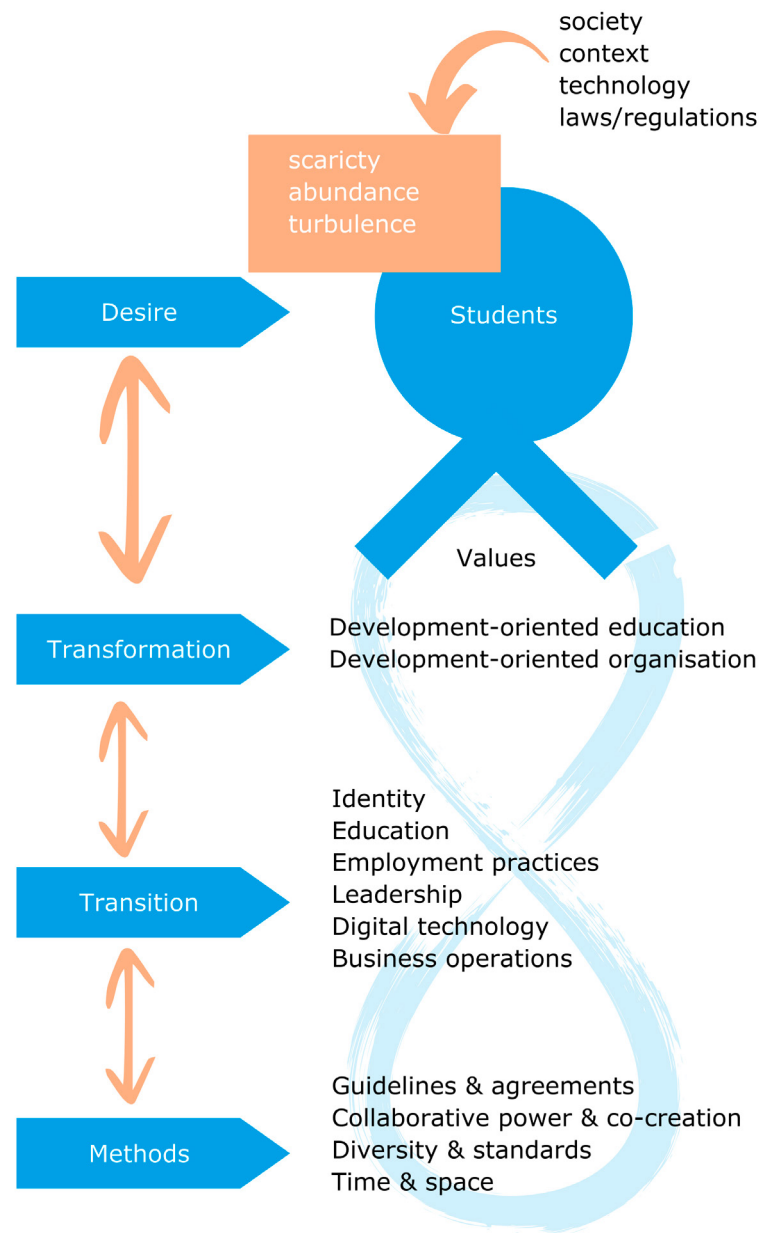 society
context
technology
laws/regulations
scaricty
abundance
turbulence
Desire
Students
Values
Transformation
Development-oriented education
Development-oriented organisation
Transition
Identity
Education
Employment practices
Leadership
Digital technology
Business operations
Methods
Guidelines & agreements
Collaborative power & co-creation
Diversity & standards
Time & space